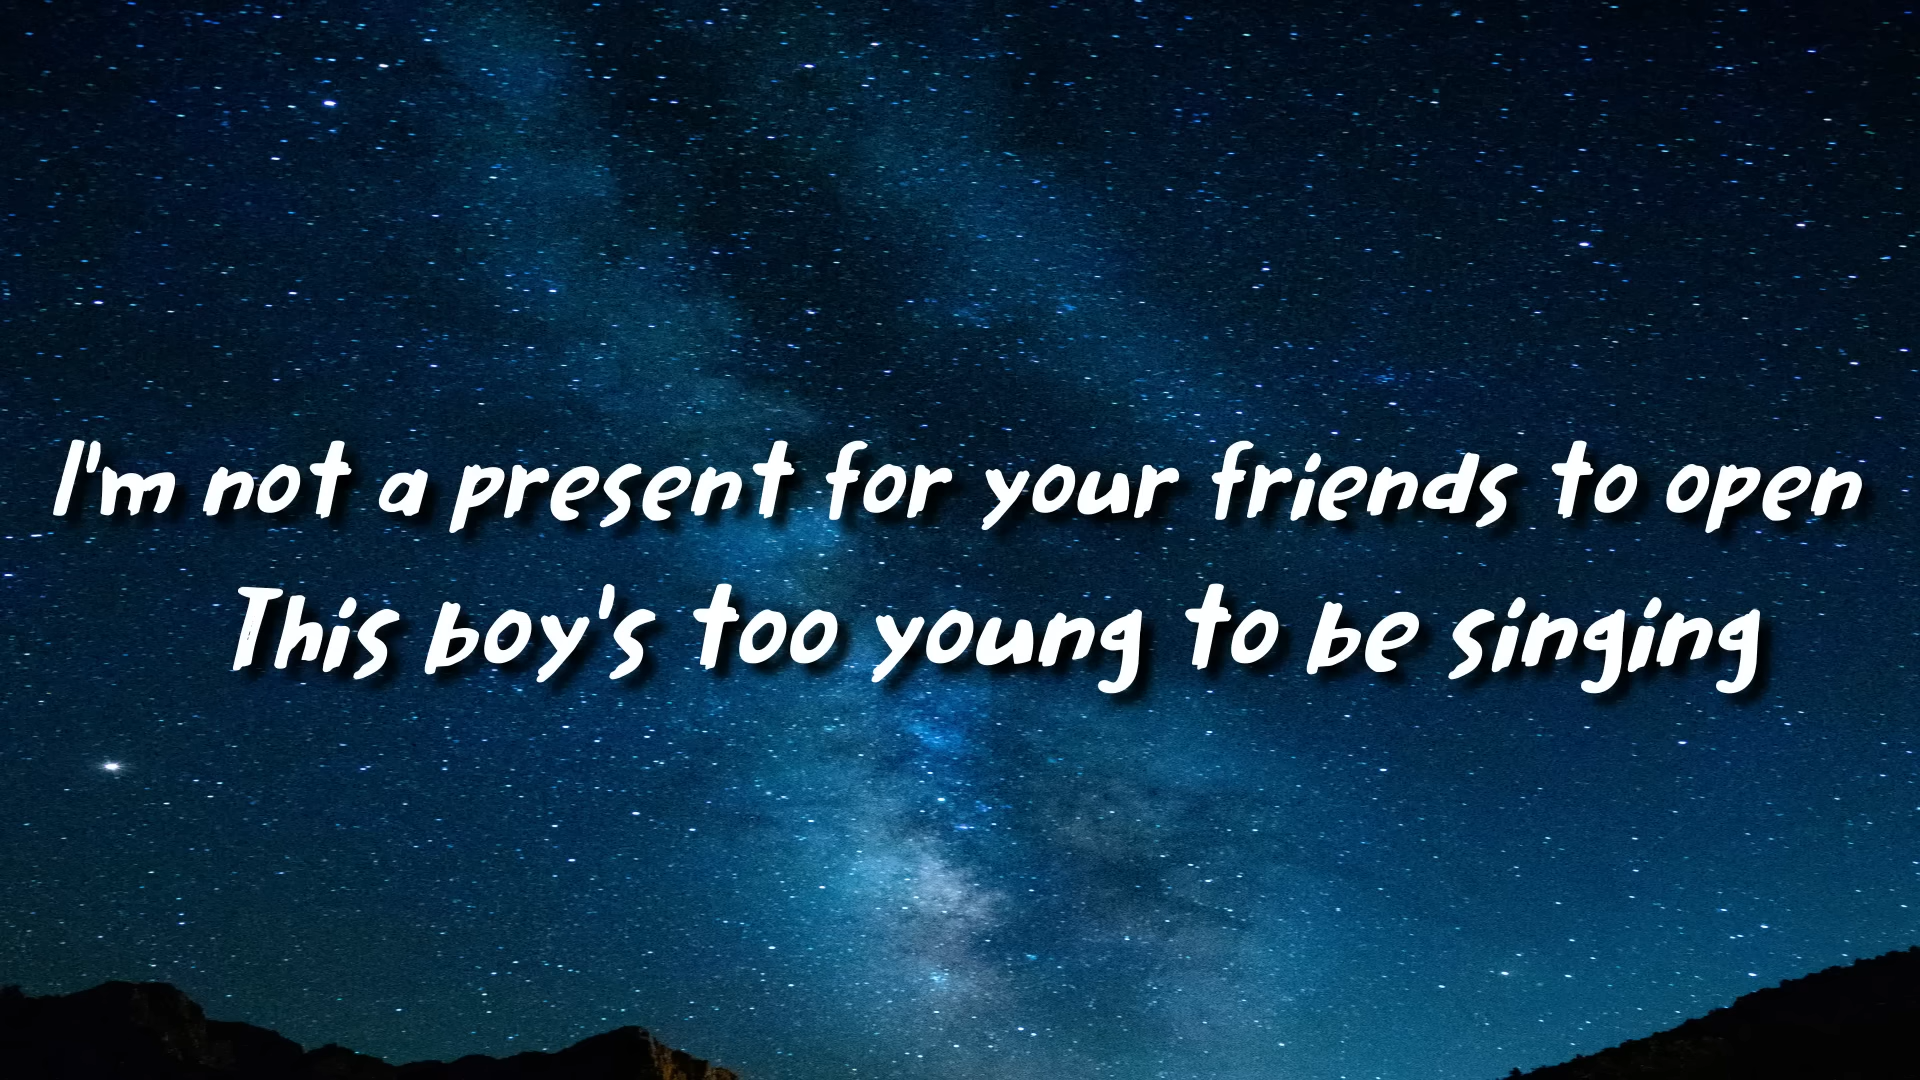 I'm not a present for your friends to open
This boy's too young to be singing